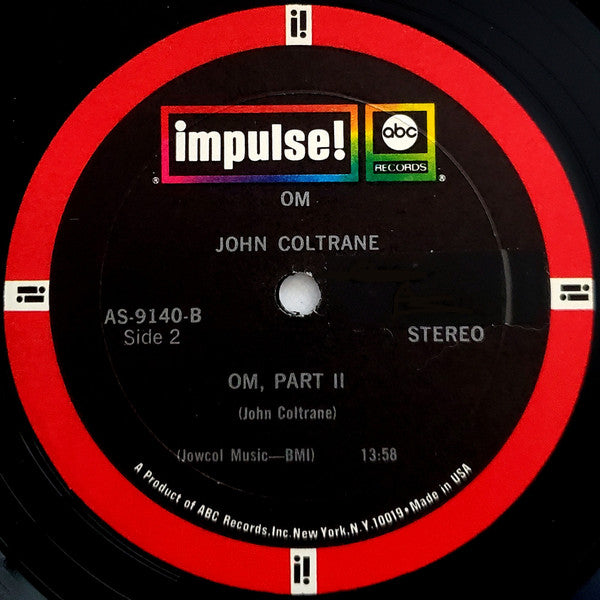 i!
impulse!
abc
RECORDS
®
®
OM
JOHN COLTRANE
i!
i!
AS-9140-B
Side 2
STEREO
OM, PART II
(John Coltrane)
(Jowcol Music—BMI) 13:58
A Product of ABC Records, Inc. New York, N.Y. 10019 • Made in USA
i!